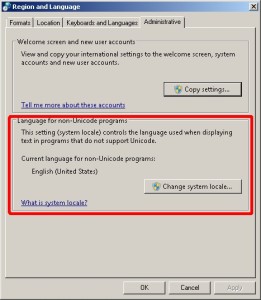 Region and Language
Formats Location Keyboards and Languages Administrative
Welcome screen and new user accounts
View and copy your international settings to the welcome screen, system
accounts and new user accounts.
Copy settings...
Tell me more about these accounts
Language for non-Unicode programs
This setting (system locale) controls the language used when displaying
text in programs that do not support Unicode.
Current language for non-Unicode programs:
English (United States)
Change system locale...
What is system locale?
OK Cancel Apply